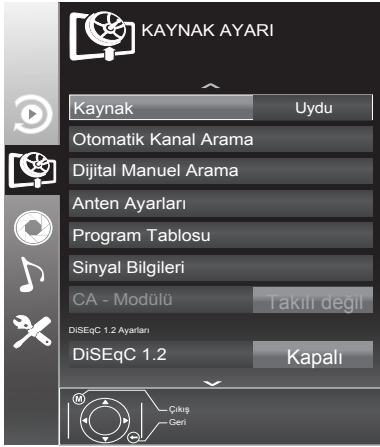 KAYNAK AYARI
Kaynak Uydu
Otomatik Kanal Arama
Dijital Manuel Arama
Anten Ayarları
Program Tablosu
Sinyal Bilgileri
CA - Modülü Takılı değil
DiSEqC 1.2 Ayarları
DiSEqC 1.2 Kapalı
M
Çıkış
Geri